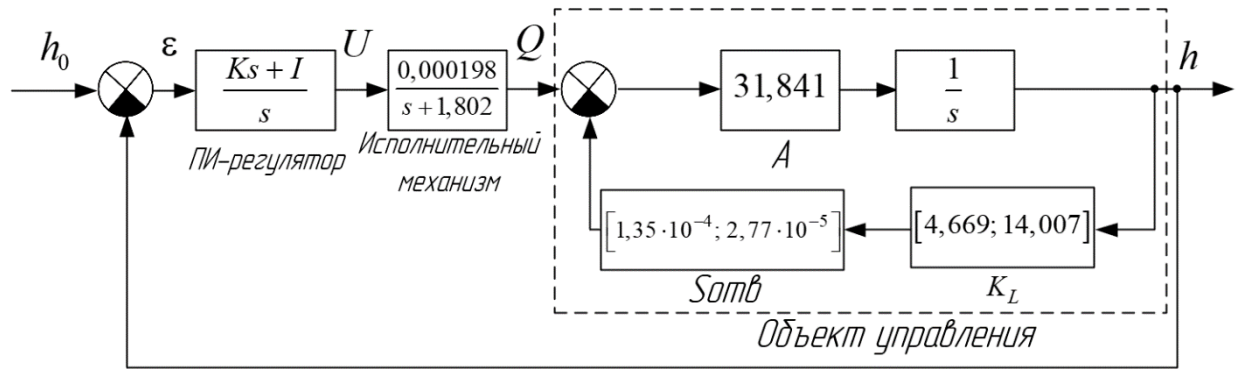 h₀
ε
Ks + I
s
ПИ-регулятор
U
0,000198
s + 1,802
Исполнительный
механизм
Q
31,841
А
1
s
h
[1,35·10⁻⁴; 2,77·10⁻⁵]
Sотв
[4,669; 14,007]
K_L
Объект управления